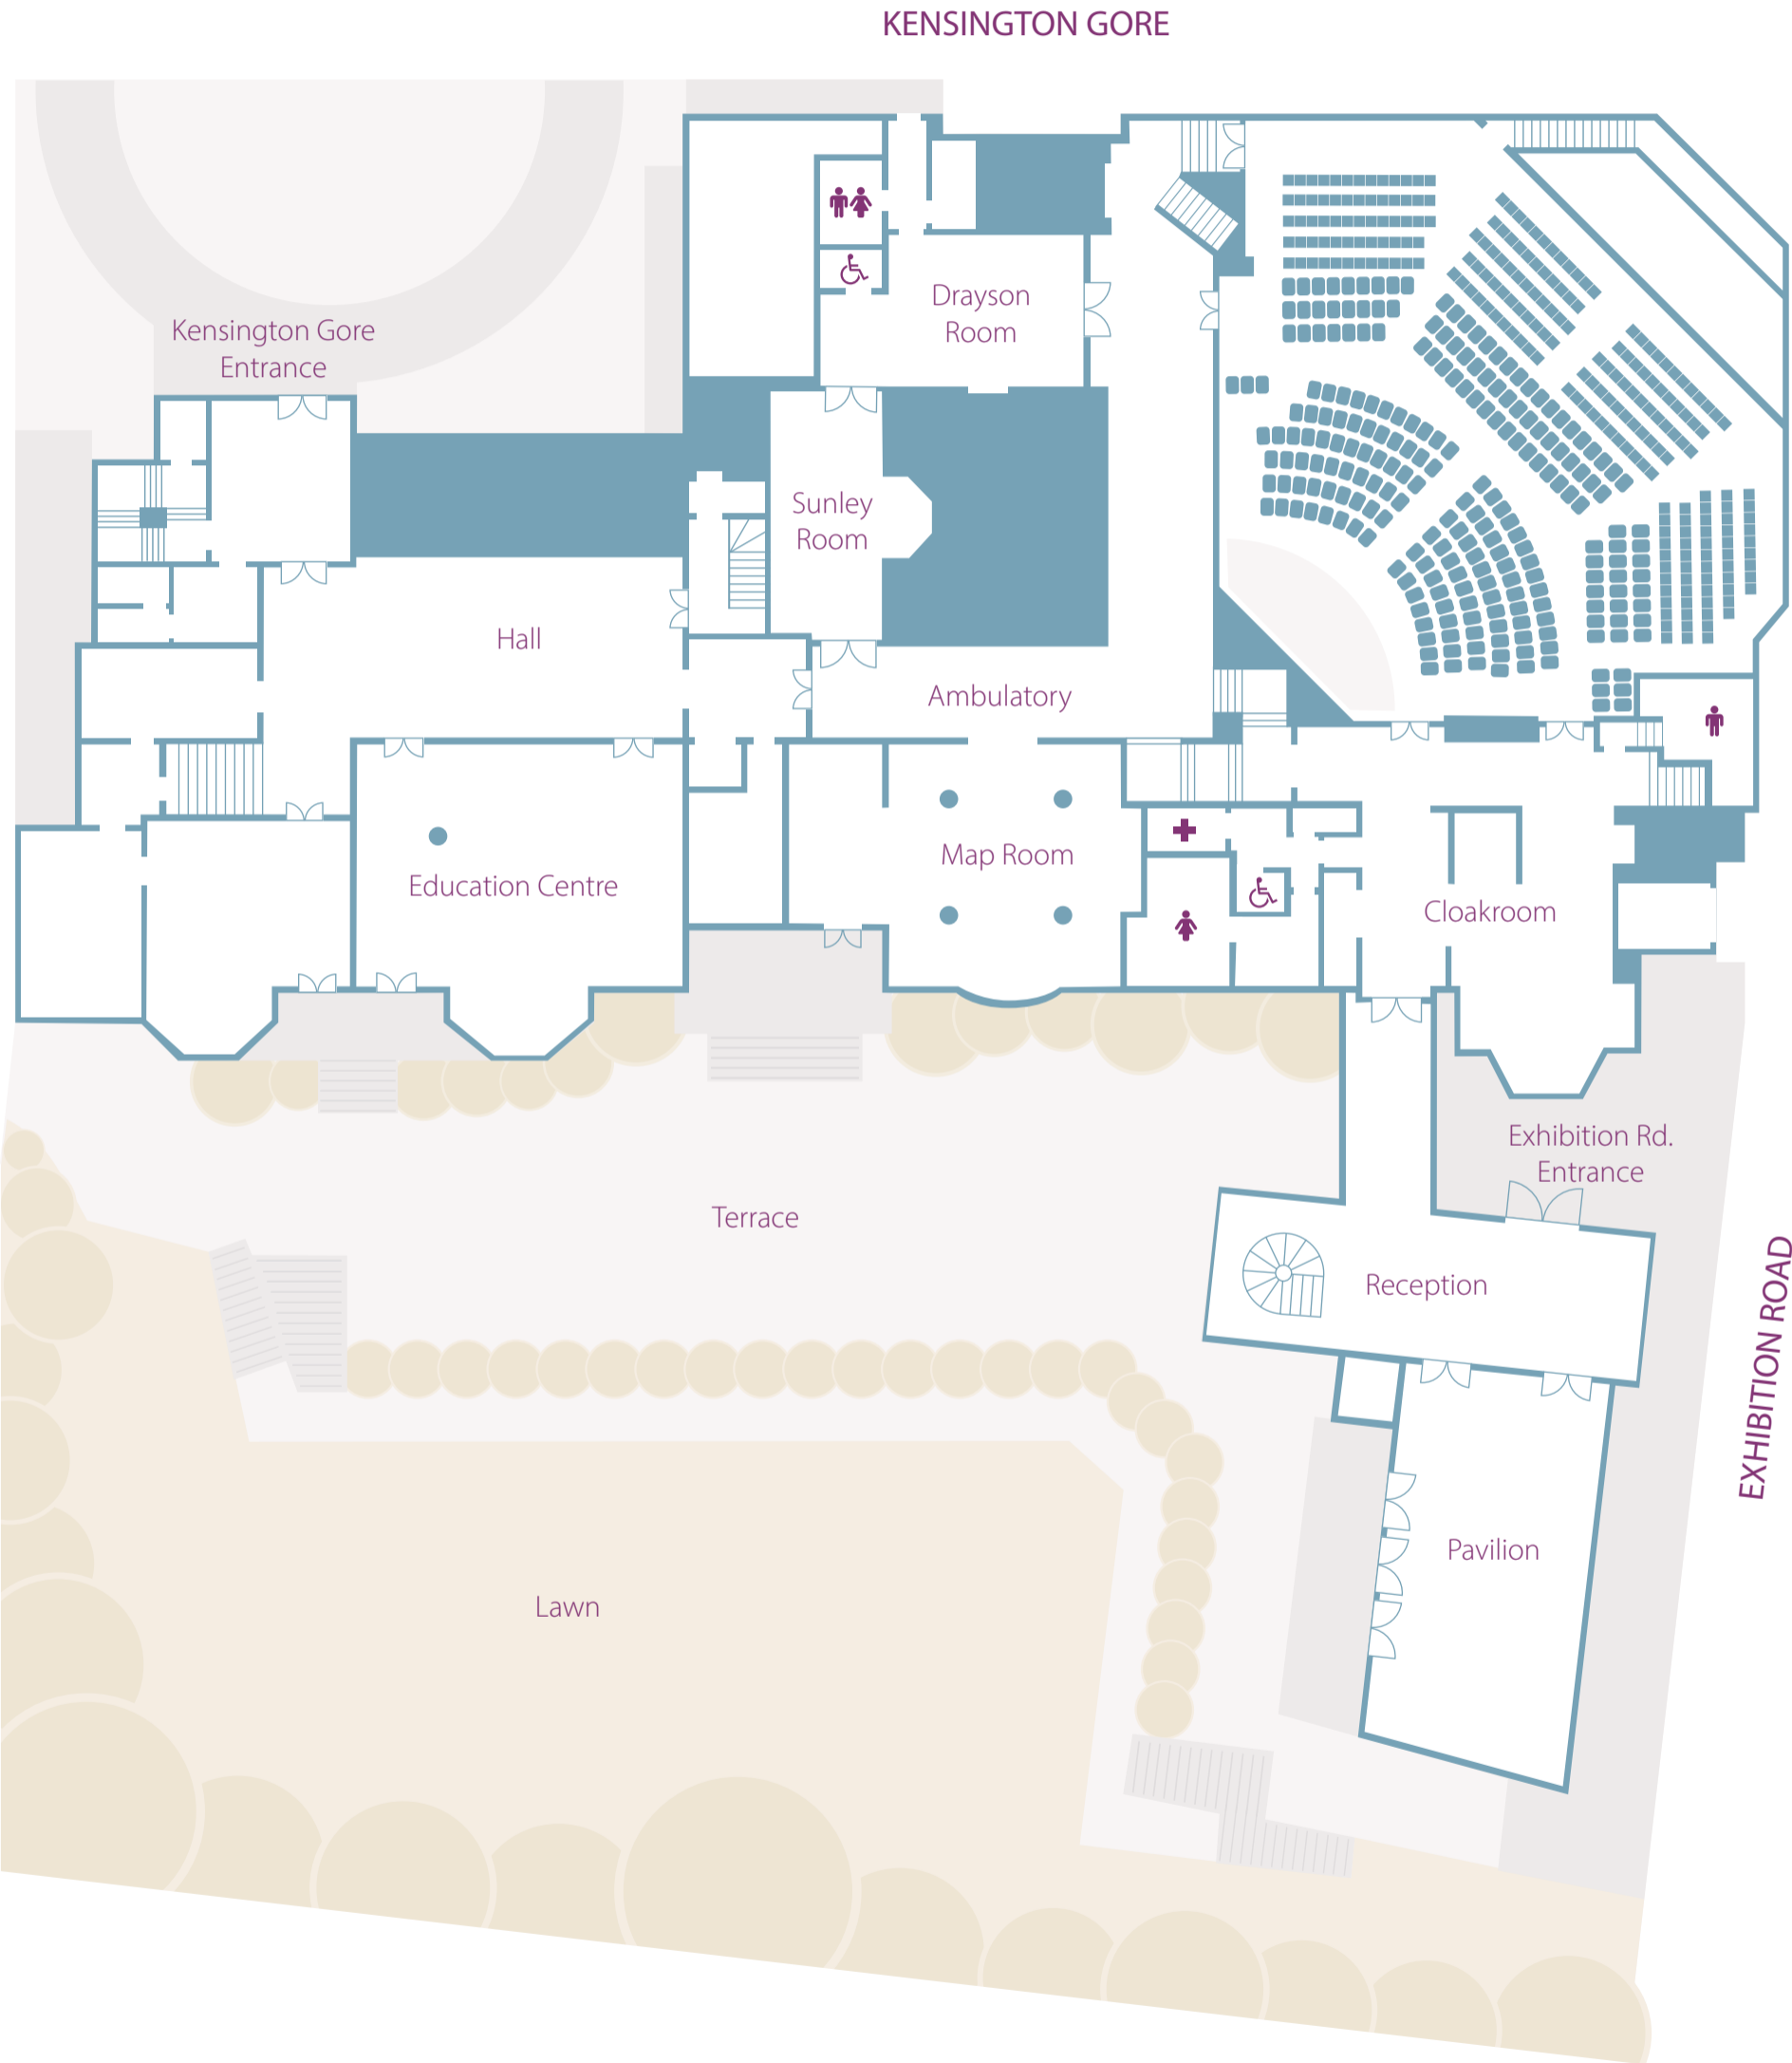 KENSINGTON GORE
Kensington Gore
Entrance
Drayson
Room
Sunley
Room
Hall
Ambulatory
Education Centre
Map Room
Cloakroom
Exhibition Rd.
Entrance
Terrace
Reception
EXHIBITION ROAD
Pavilion
Lawn